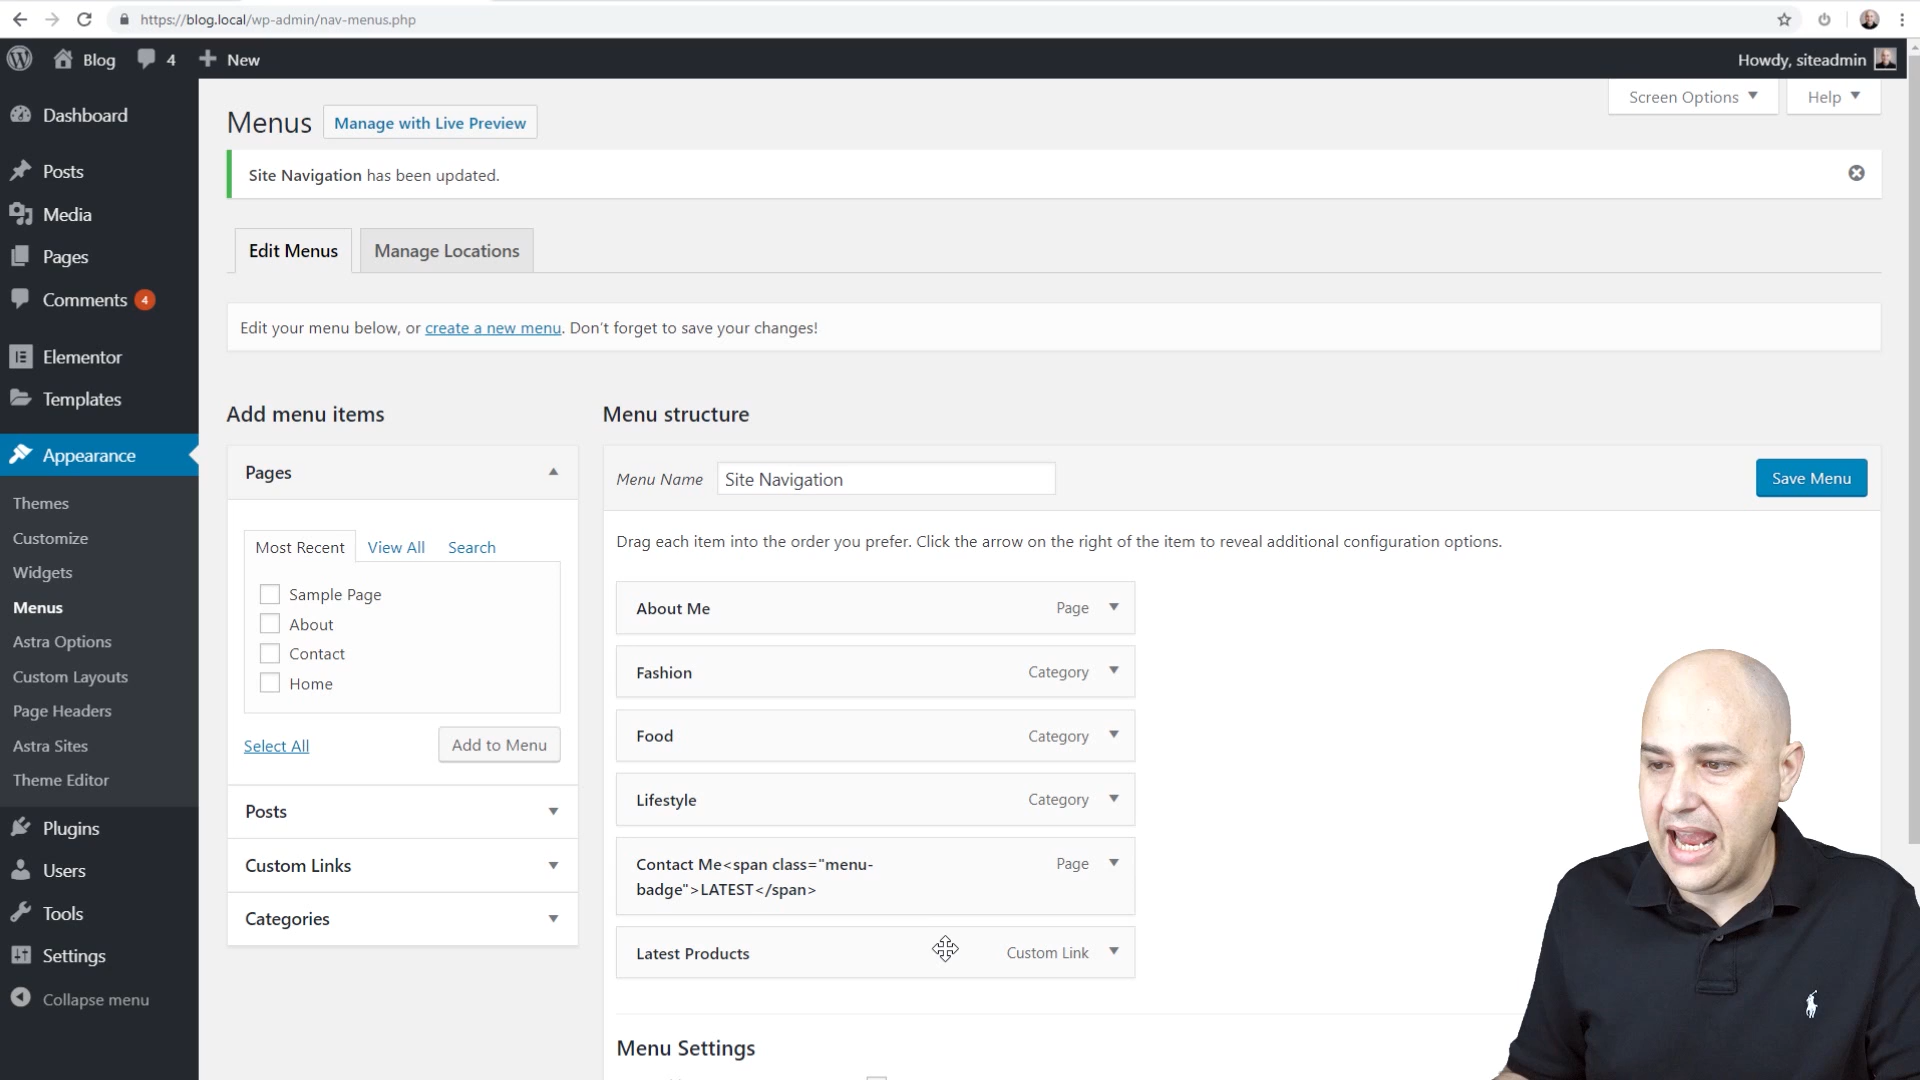 https://blog.local/wp-admin/nav-menus.php
Blog
4
New
Howdy, siteadmin
Screen Options
Help
Dashboard
Posts
Media
Pages
Comments 4
Elementor
Templates
Appearance
Themes
Customize
Widgets
Menus
Astra Options
Custom Layouts
Page Headers
Astra Sites
Theme Editor
Plugins
Users
Tools
Settings
Collapse menu
Menus
Manage with Live Preview
Site Navigation has been updated.
Edit Menus
Manage Locations
Edit your menu below, or create a new menu. Don't forget to save your changes!
Add menu items
Pages
Most Recent
View All
Search
Sample Page
About
Contact
Home
Select All
Add to Menu
Posts
Custom Links
Categories
Menu structure
Menu Name
Site Navigation
Save Menu
Drag each item into the order you prefer. Click the arrow on the right of the item to reveal additional configuration options.
About Me
Page
Fashion
Category
Food
Category
Lifestyle
Category
Contact Me<span class="menu-
badge">LATEST</span>
Page
Latest Products
Custom Link
Menu Settings